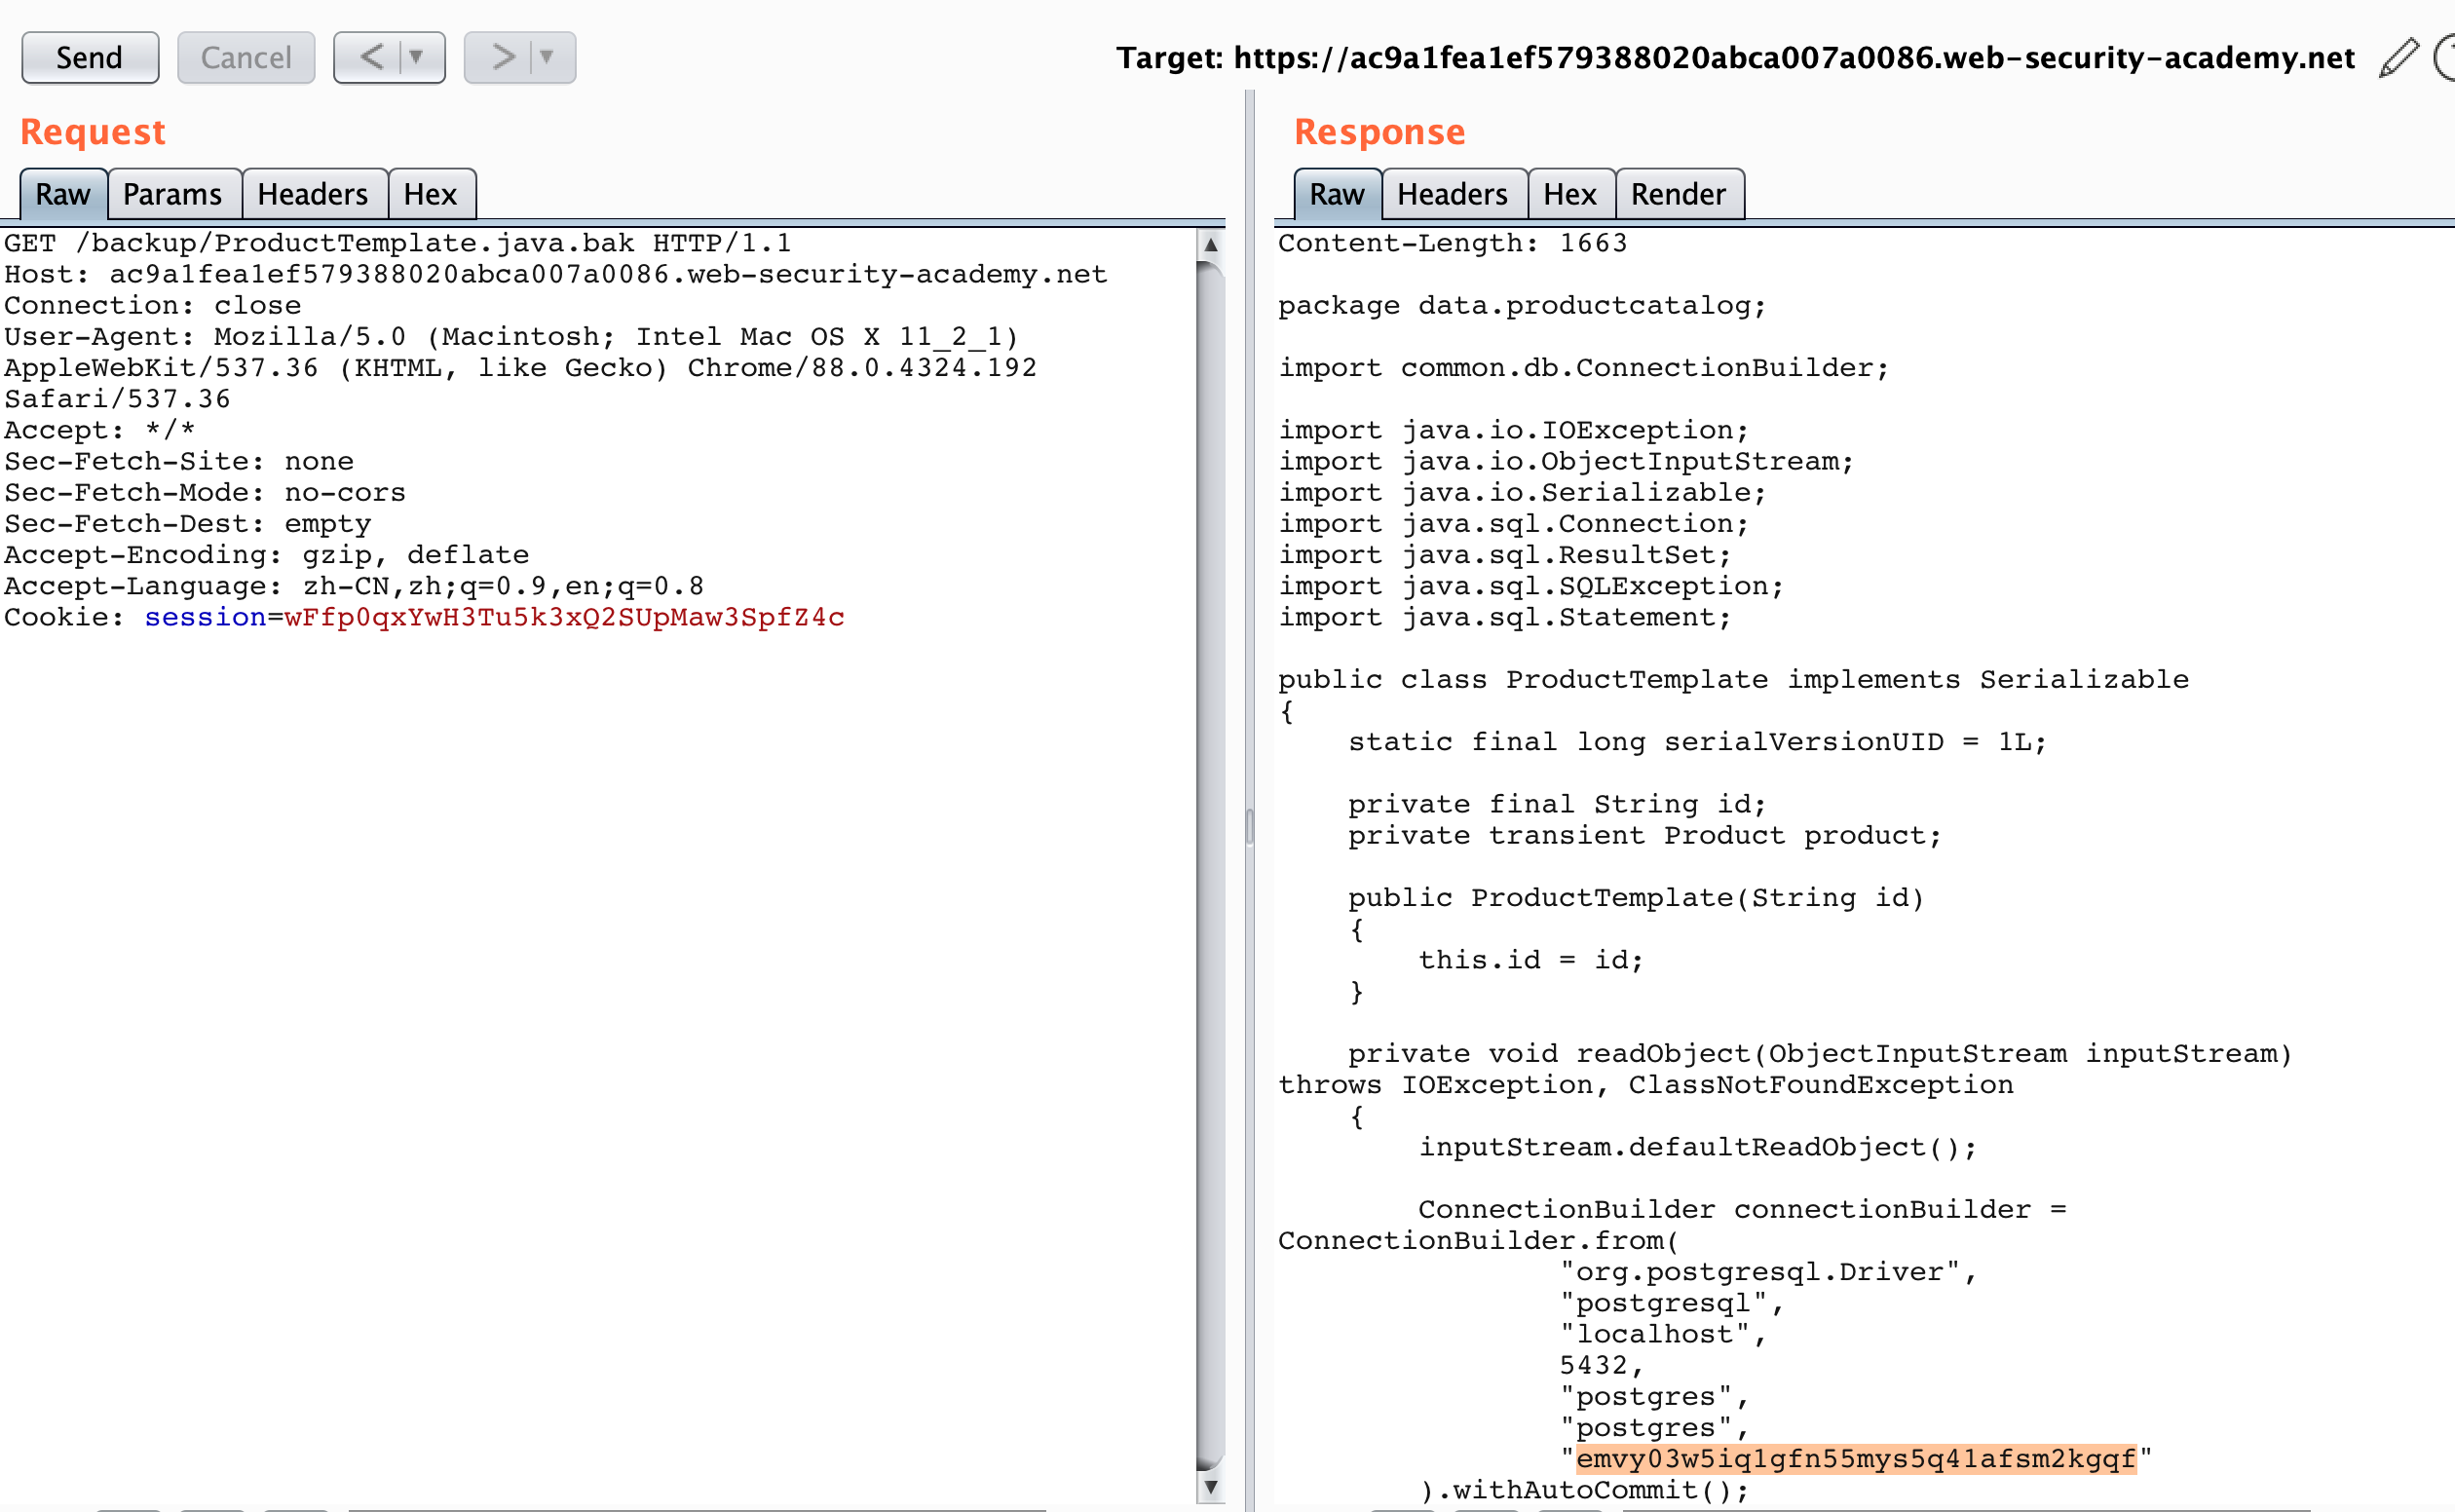 Send
Cancel
<
>
Target: https://ac9a1fea1ef579388020abca007a0086.web-security-academy.net
Request
Raw
Params
Headers
Hex
GET /backup/ProductTemplate.java.bak HTTP/1.1
Host: ac9a1fea1ef579388020abca007a0086.web-security-academy.net
Connection: close
User-Agent: Mozilla/5.0 (Macintosh; Intel Mac OS X 11_2_1)
AppleWebKit/537.36 (KHTML, like Gecko) Chrome/88.0.4324.192
Safari/537.36
Accept: */*
Sec-Fetch-Site: none
Sec-Fetch-Mode: no-cors
Sec-Fetch-Dest: empty
Accept-Encoding: gzip, deflate
Accept-Language: zh-CN,zh;q=0.9,en;q=0.8
Cookie: session=wFfp0qxYwH3Tu5k3xQ2SUpMaw3SpfZ4c
Response
Raw
Headers
Hex
Render
Content-Length: 1663
package data.productcatalog;
import common.db.ConnectionBuilder;
import java.io.IOException;
import java.io.ObjectInputStream;
import java.io.Serializable;
import java.sql.Connection;
import java.sql.ResultSet;
import java.sql.SQLException;
import java.sql.Statement;
public class ProductTemplate implements Serializable
{
static final long serialVersionUID = 1L;
private final String id;
private transient Product product;
public ProductTemplate(String id)
{
this.id = id;
}
private void readObject(ObjectInputStream inputStream)
throws IOException, ClassNotFoundException
{
inputStream.defaultReadObject();
ConnectionBuilder connectionBuilder =
ConnectionBuilder.from(
"org.postgresql.Driver",
"postgresql",
"localhost",
5432,
"postgres",
"postgres",
"emvy03w5iq1gfn55mys5q41afsm2kgqf"
).withAutoCommit();